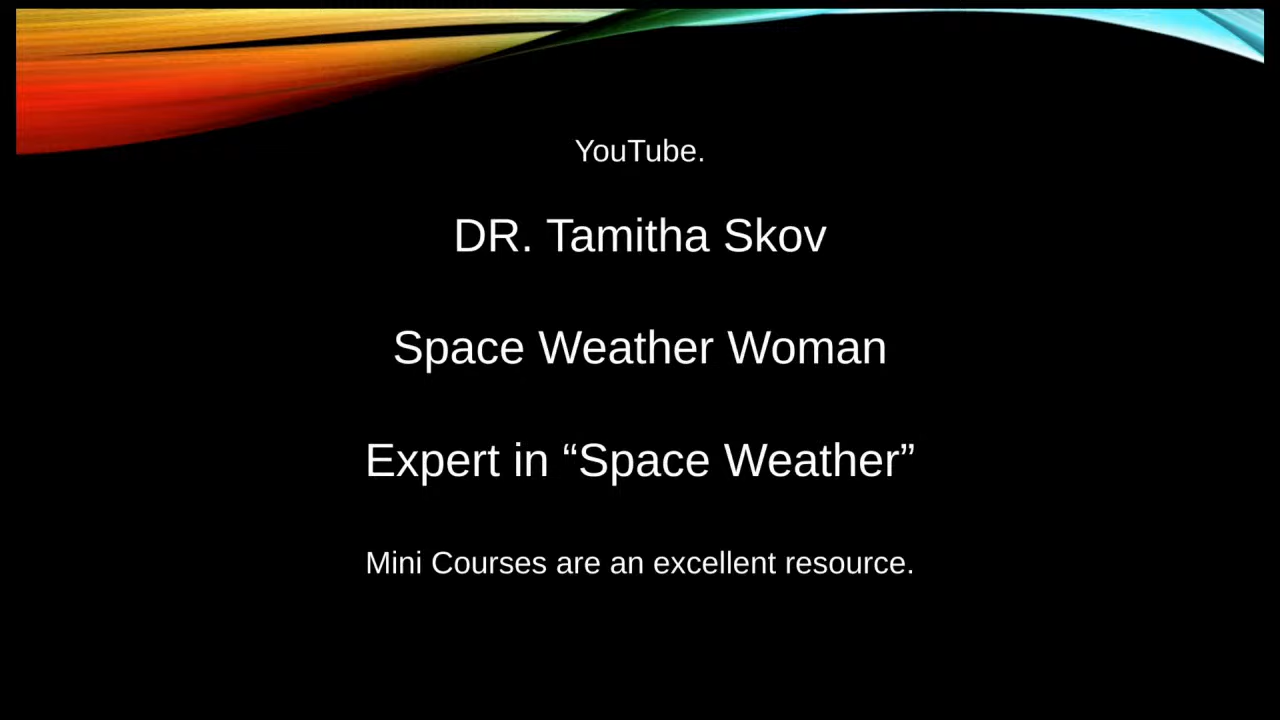 YouTube.
DR. Tamitha Skov
Space Weather Woman
Expert in “Space Weather”
Mini Courses are an excellent resource.